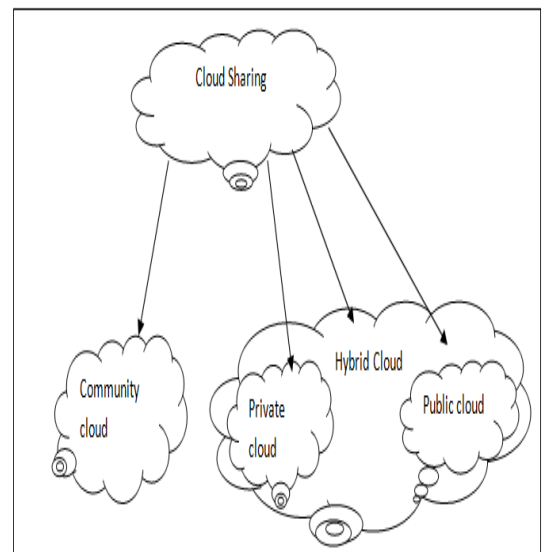 Cloud Sharing
Hybrid Cloud
Community
cloud
Private
cloud
Public cloud